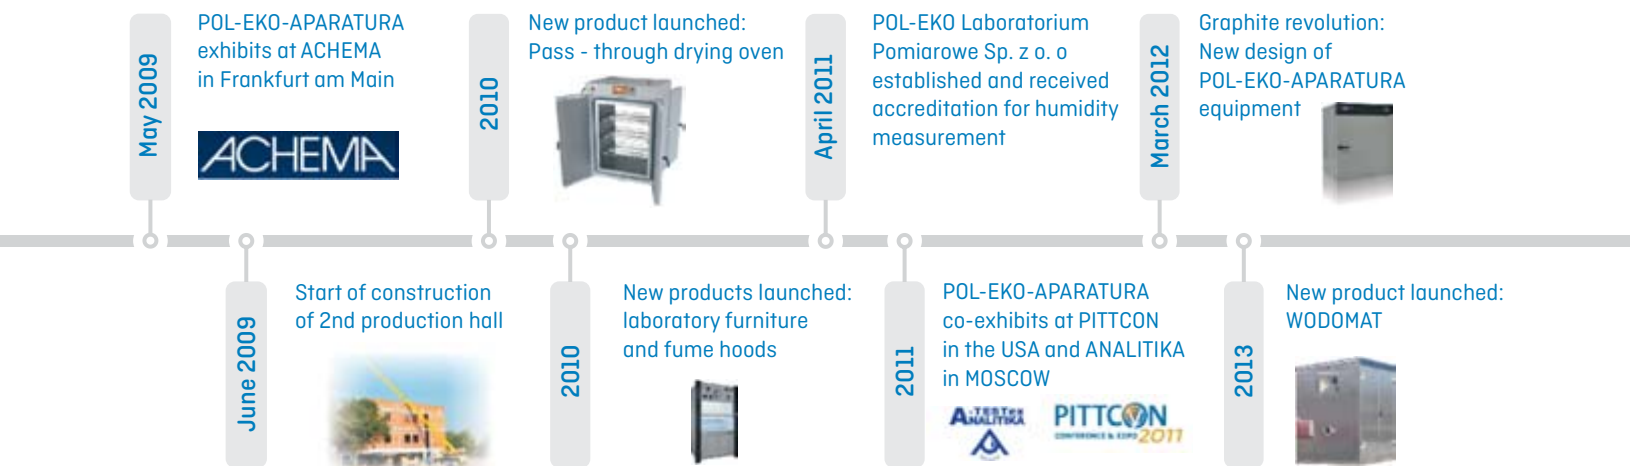 May 2009
POL-EKO-APARATURA
exhibits at ACHEMA
in Frankfurt am Main
ACHEMA
2010
New product launched:
Pass - through drying oven
April 2011
POL-EKO Laboratorium
Pomiarowe Sp. z o. o
established and received
accreditation for humidity
measurement
March 2012
Graphite revolution:
New design of
POL-EKO-APARATURA
equipment
June 2009
Start of construction
of 2nd production hall
2010
New products launched:
laboratory furniture
and fume hoods
2011
POL-EKO-APARATURA
co-exhibits at PITTCON
in the USA and ANALITIKA
in MOSCOW
ANALITIKA
PITTCON
CONFERENCE & EXPO 2011
2013
New product launched:
WODOMAT